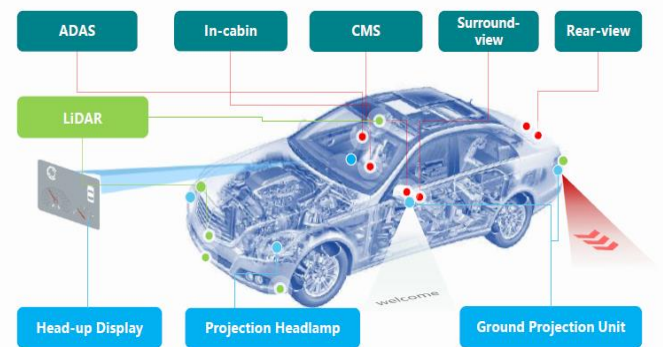 ADAS
In-cabin
CMS
Surround-
view
Rear-view
LiDAR
welcome
Head-up Display
Projection Headlamp
Ground Projection Unit